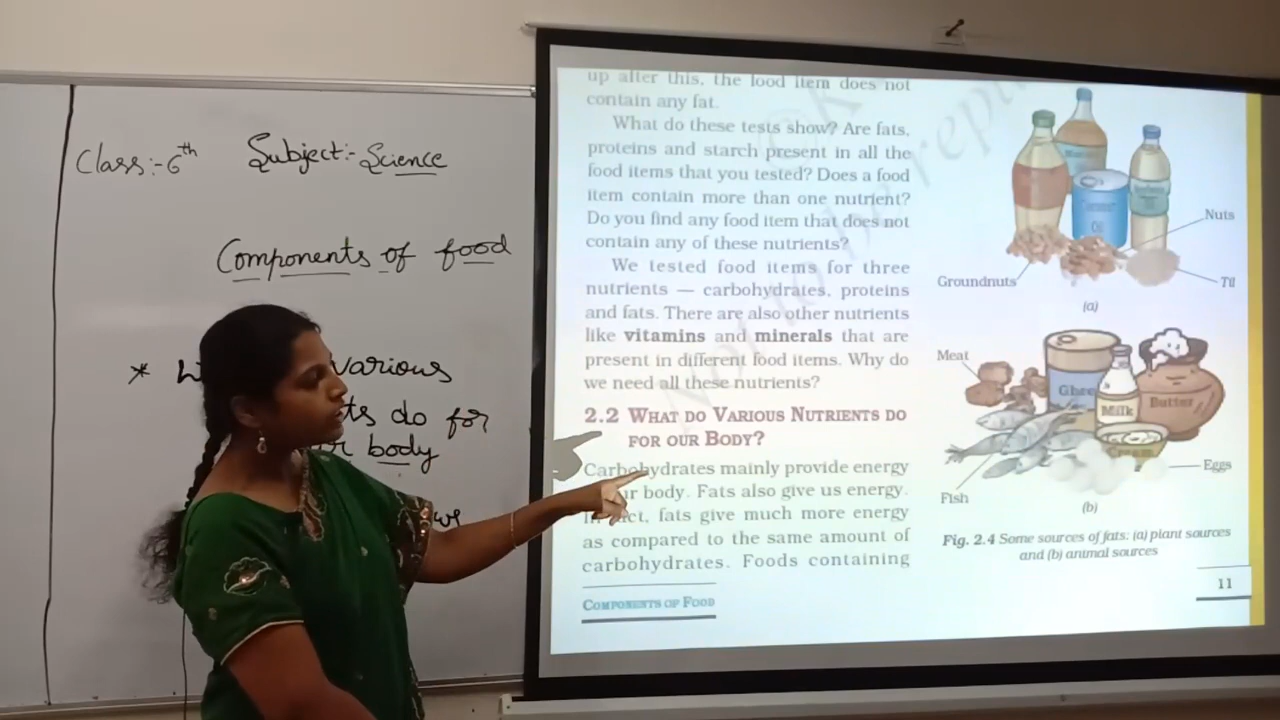 Class:- 6th Subject:- Science
Components of food
* various
do for
body
up after this, the food item does not
contain any fat.
What do these tests show? Are fats,
proteins and starch present in all the
food items that you tested? Does a food
item contain more than one nutrient?
Do you find any food item that does not
contain any of these nutrients?
We tested food items for three
nutrients — carbohydrates, proteins
and fats. There are also other nutrients
like vitamins and minerals that are
present in different food items. Why do
we need all these nutrients?
2.2 WHAT DO VARIOUS NUTRIENTS DO
FOR OUR BODY?
Carbohydrates mainly provide energy
body. Fats also give us energy.
fats give much more energy
as compared to the same amount of
carbohydrates. Foods containing
COMPONENTS OF FOOD
Oil
Nuts
Groundnuts
Til
(a)
Meat
Ghee
Milk
Butter
Cream
Eggs
Fish
(b)
Fig. 2.4 Some sources of fats: (a) plant sources
and (b) animal sources
11
not to be republ